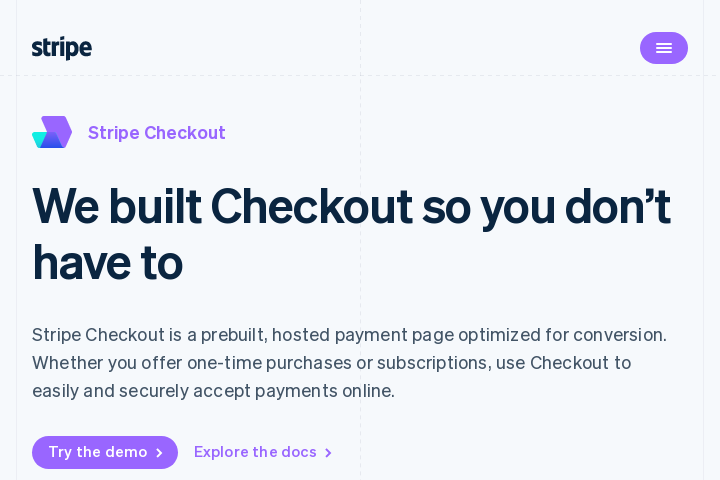 stripe
Stripe Checkout
We built Checkout so you don’t
have to
Stripe Checkout is a prebuilt, hosted payment page optimized for conversion.
Whether you offer one-time purchases or subscriptions, use Checkout to
easily and securely accept payments online.
Try the demo
Explore the docs